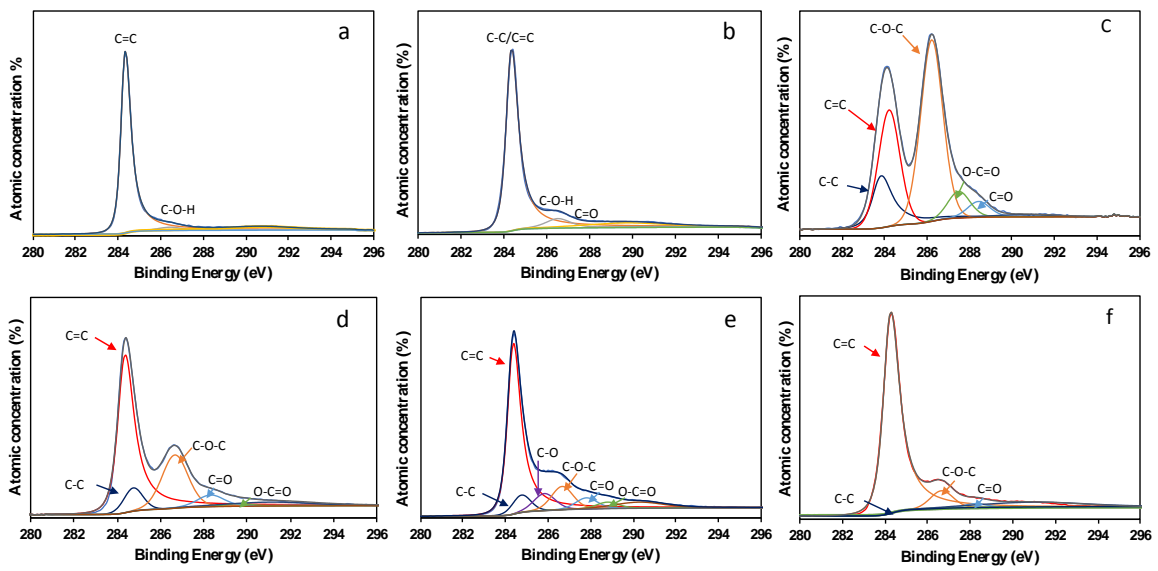 a
C=C
C-O-H
Atomic concentration %
280 282 284 286 288 290 292 294 296
Binding Energy (eV)
b
C-C/C=C
C-O-H
C=O
Atomic concentration (%)
280 282 284 286 288 290 292 294 296
Binding Energy (eV)
c
C-O-C
C=C
O-C=O
C-C
C=O
Atomic concentration (%)
280 282 284 286 288 290 292 294 296
Binding Energy (eV)
d
C=C
C-O-C
C=O
C-C
O-C=O
Atomic concentration (%)
280 282 284 286 288 290 292 294 296
Binding Energy (eV)
e
C=C
C-O
C-O-C
C=O
O-C=O
C-C
Atomic concentration (%)
280 282 284 286 288 290 292 294 296
Binding Energy (eV)
f
C=C
C-O-C
C=O
C-C
Atomic concentration (%)
280 282 284 286 288 290 292 294 296
Binding Energy (eV)